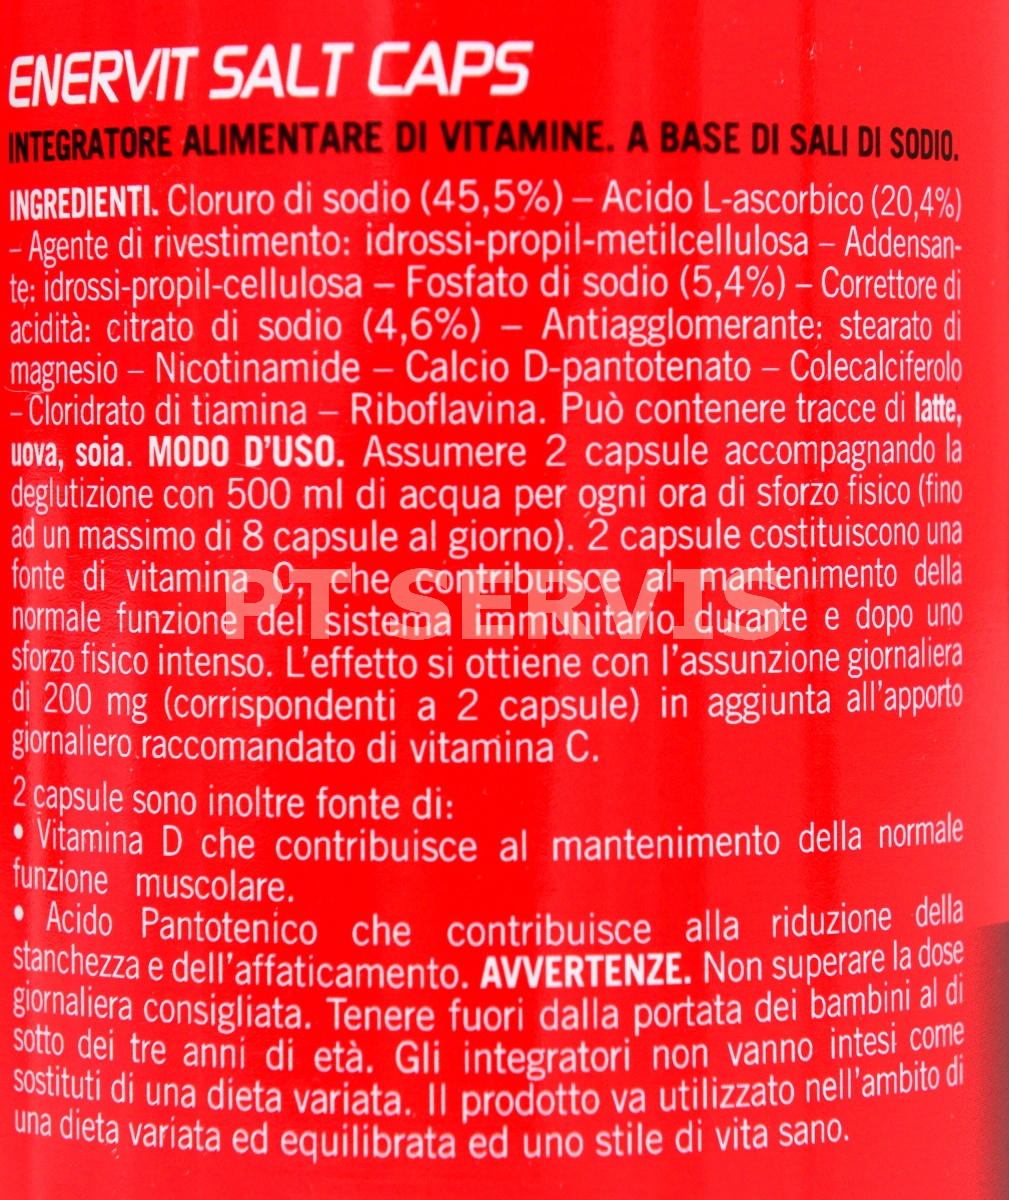 ENERVIT SALT CAPS
INTEGRATORE ALIMENTARE DI VITAMINE. A BASE DI SALI DI SODIO.
INGREDIENTI. Cloruro di sodio (45,5%) – Acido L-ascorbico (20,4%)
– Agente di rivestimento: idrossi-propil-metilcellulosa – Addensan-
te: idrossi-propil-cellulosa – Fosfato di sodio (5,4%) – Correttore di
acidità: citrato di sodio (4,6%) – Antiagglomerante: stearato di
magnesio – Nicotinamide – Calcio D-pantotenato – Colecalciferolo
– Cloridrato di tiamina – Riboflavina. Può contenere tracce di latte,
uova, soia. MODO D'USO. Assumere 2 capsule accompagnando la
deglutizione con 500 ml di acqua per ogni ora di sforzo fisico (fino
ad un massimo di 8 capsule al giorno). 2 capsule costituiscono una
fonte di vitamina C, che contribuisce al mantenimento della
PT SERVIS
normale funzione del sistema immunitario durante e dopo uno
sforzo fisico intenso. L'effetto si ottiene con l'assunzione giornaliera
di 200 mg (corrispondenti a 2 capsule) in aggiunta all'apporto
giornaliero raccomandato di vitamina C.
2 capsule sono inoltre fonte di:
• Vitamina D che contribuisce al mantenimento della normale
funzione muscolare.
• Acido Pantotenico che contribuisce alla riduzione della
stanchezza e dell'affaticamento. AVVERTENZE. Non superare la dose
giornaliera consigliata. Tenere fuori dalla portata dei bambini al di
sotto dei tre anni di età. Gli integratori non vanno intesi come
sostituti di una dieta variata. Il prodotto va utilizzato nell'ambito di
una dieta variata ed equilibrata ed uno stile di vita sano.